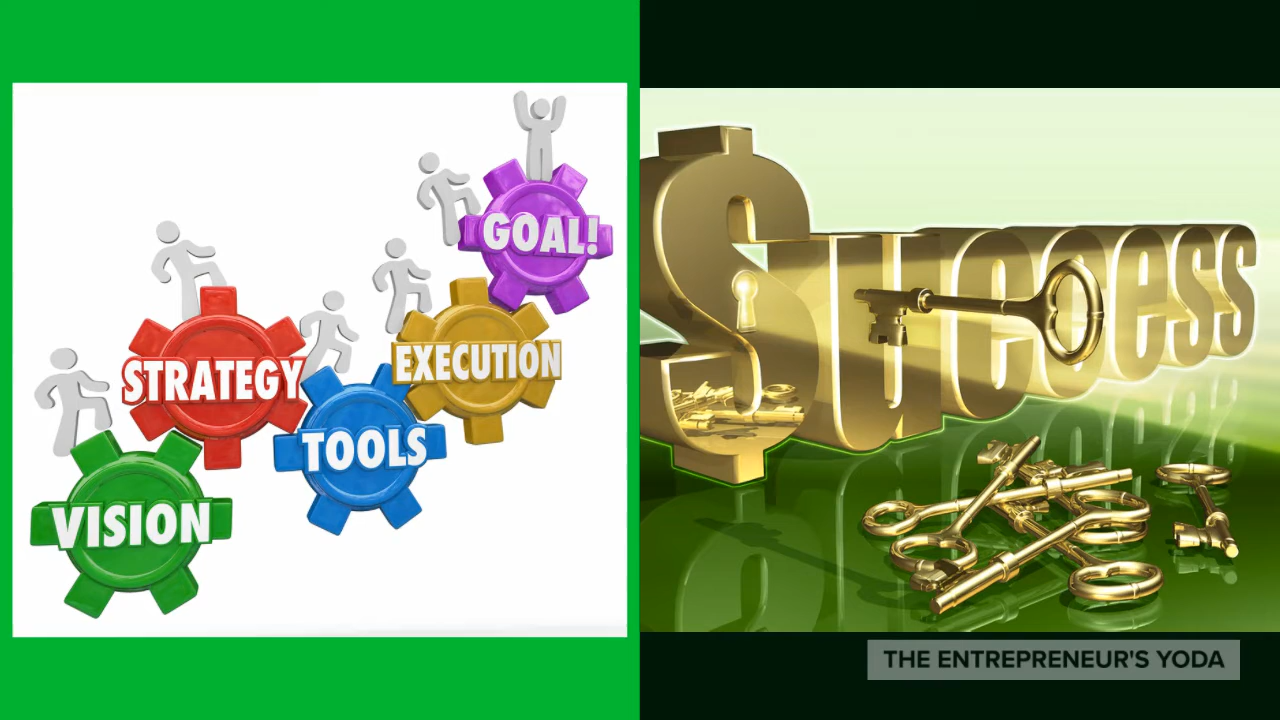 GOAL!
EXECUTION
STRATEGY
TOOLS
VISION
$uccess
THE ENTREPRENEUR'S YODA